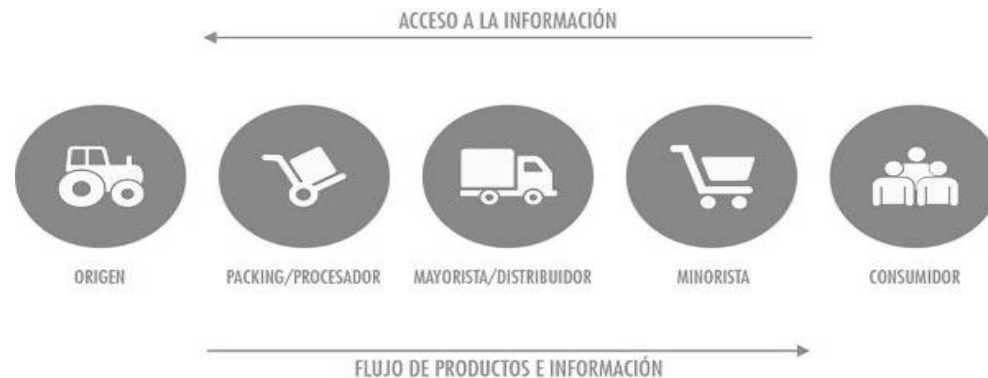 ACCESO A LA INFORMACIÓN
ORIGEN
PACKING/PROCESADOR
MAYORISTA/DISTRIBUIDOR
MINORISTA
CONSUMIDOR
FLUJO DE PRODUCTOS E INFORMACIÓN